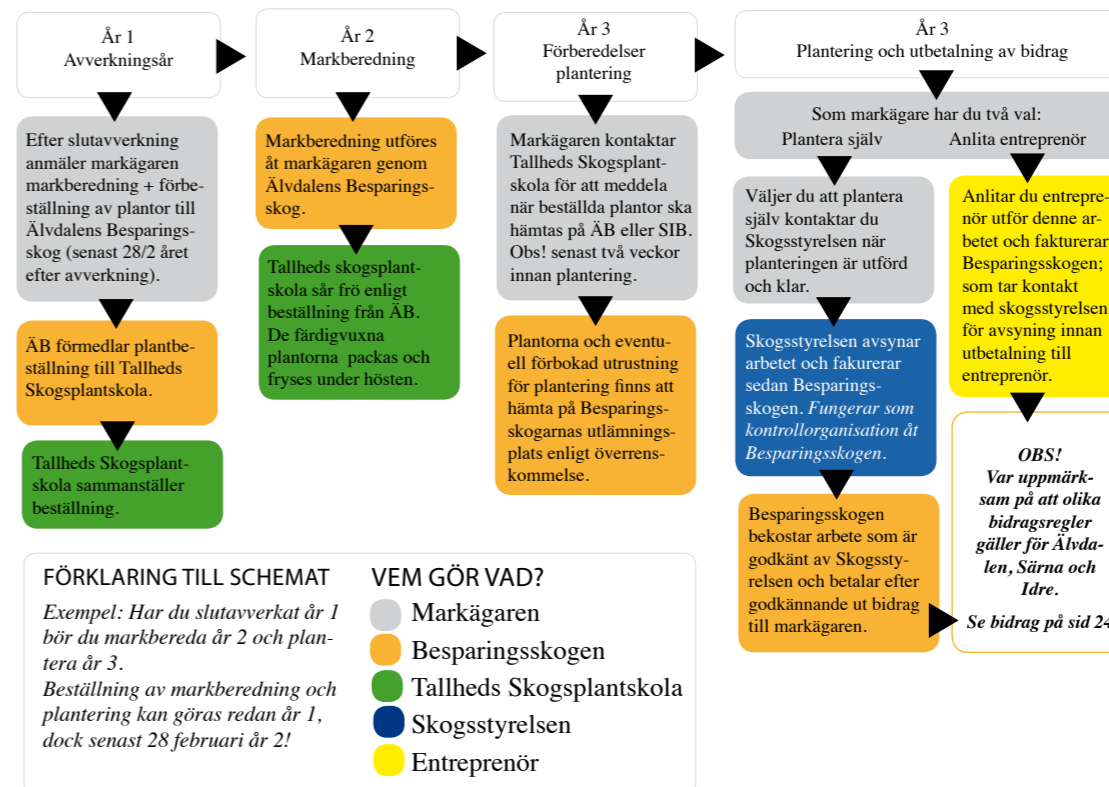 År 1
Avverkningsår
Efter slutavverkning
anmäler markägaren
markberedning + förbe-
ställning av plantor till
Älvdalens Besparings-
skog (senast 28/2 året
efter avverkning).
ÄB förmedlar plantbe-
ställning till Tallheds
Skogsplantskola.
Tallheds Skogsplant-
skola sammanställer
beställning.
År 2
Markberedning
Markberedning utföres
åt markägaren genom
Älvdalens Besparings-
skog.
Tallheds skogsplant-
skola sår frö enligt
beställning från ÄB.
De färdigvuxna
plantorna packas och
fryses under hösten.
År 3
Förberedelser
plantering
Markägaren kontaktar
Tallheds Skogsplant-
skola för att meddela
när beställda plantor ska
hämtas på ÄB eller SIB.
Obs! senast två veckor
innan plantering.
Plantorna och eventu-
ell förbokad utrustning
för plantering finns att
hämta på Besparings-
skogarnas utlämnings-
plats enligt överrens-
kommelse.
År 3
Plantering och utbetalning av bidrag
Som markägare har du två val:
Plantera själv
Väljer du att plantera
själv kontaktar du
Skogsstyrelsen när
planteringen är utförd
och klar.
Skogsstyrelsen avsynar
arbetet och fakurerar
sedan Besparings-
skogen. Fungerar som
kontrollorganisation åt
Besparingsskogen.
Besparingsskogen
bekostar arbete som är
godkänt av Skogssty-
relsen och betalar efter
godkännande ut bidrag
till markägaren.
Anlita entreprenör
Anlitar du entrepre-
nör utför denne ar-
betet och fakturerar
Besparingsskogen;
som tar kontakt
med skogsstyrelsen
för avsyning innan
utbetalning till
entreprenör.
OBS!
Var uppmärk-
sam på att olika
bidragsregler
gäller för Älvda-
len, Särna och
Idre.
Se bidrag på sid 24
FÖRKLARING TILL SCHEMAT
Exempel: Har du slutavverkat år 1
bör du markbereda år 2 och plan-
tera år 3.
Beställning av markberedning och
plantering kan göras redan år 1,
dock senast 28 februari år 2!
VEM GÖR VAD?
Markägaren
Besparingsskogen
Tallheds Skogsplantskola
Skogsstyrelsen
Entreprenör